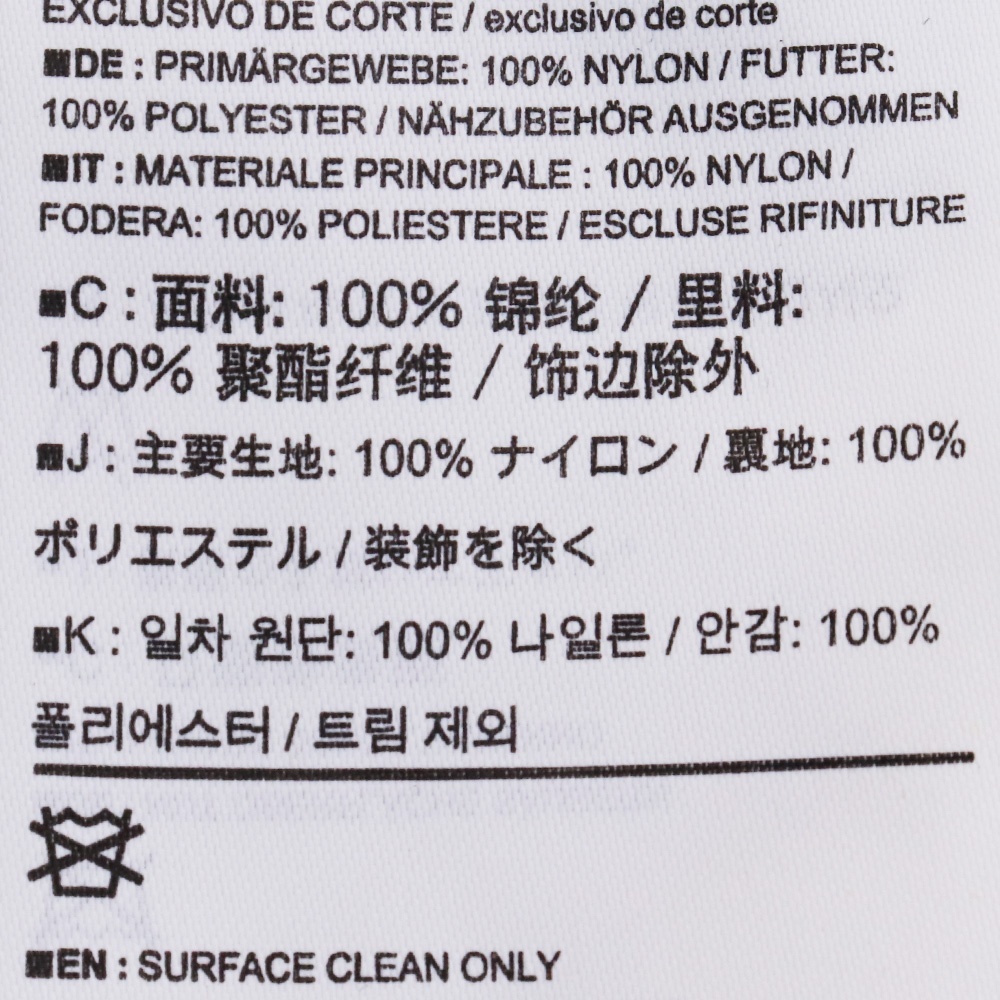 EXCLUSIVO DE CORTE / exclusivo de corte
■DE : PRIMÄRGEWEBE: 100% NYLON / FUTTER:
100% POLYESTER / NÄHZUBEHÖR AUSGENOMMEN
■IT : MATERIALE PRINCIPALE : 100% NYLON /
FODERA: 100% POLIESTERE / ESCLUSE RIFINITURE
■C : 面料: 100% 锦纶 / 里料:
100% 聚酯纤维 / 饰边除外
■J : 主要生地: 100% ナイロン / 裏地: 100%
ポリエステル / 装飾を除く
■K : 일차 원단: 100% 나일론 / 안감: 100%
폴리에스터 / 트림 제외
■EN : SURFACE CLEAN ONLY